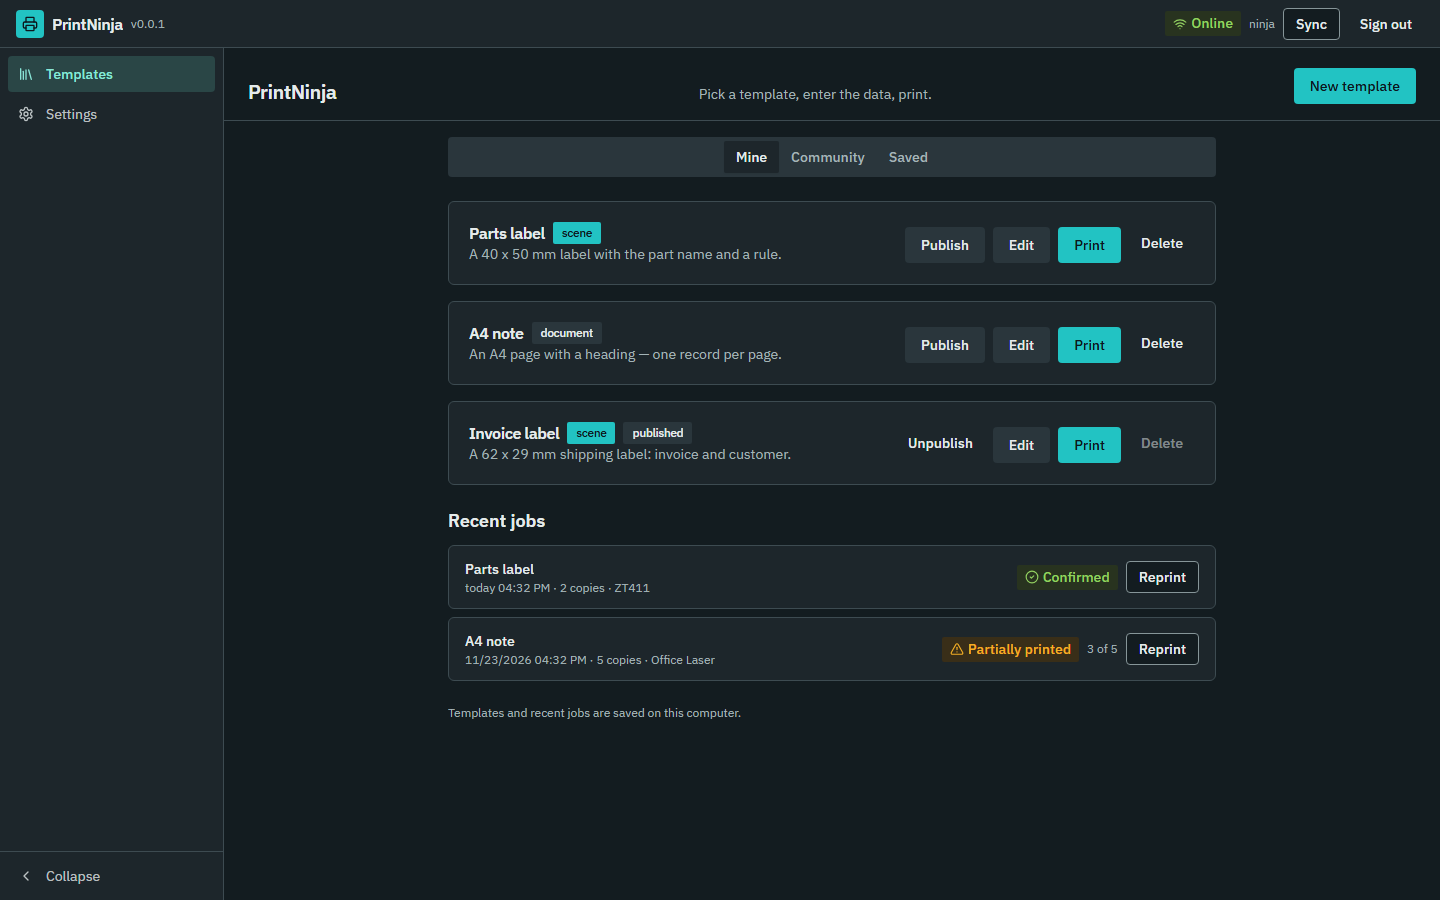 PrintNinja v0.0.1
Online ninja Sync Sign out
Templates
Settings
Collapse
PrintNinja
Pick a template, enter the data, print.
New template
Mine Community Saved
Parts label scene
A 40 x 50 mm label with the part name and a rule.
Publish Edit Print Delete
A4 note document
An A4 page with a heading — one record per page.
Publish Edit Print Delete
Invoice label scene published
A 62 x 29 mm shipping label: invoice and customer.
Unpublish Edit Print Delete
Recent jobs
Parts label
today 04:32 PM · 2 copies · ZT411
Confirmed Reprint
A4 note
11/23/2026 04:32 PM · 5 copies · Office Laser
Partially printed 3 of 5 Reprint
Templates and recent jobs are saved on this computer.